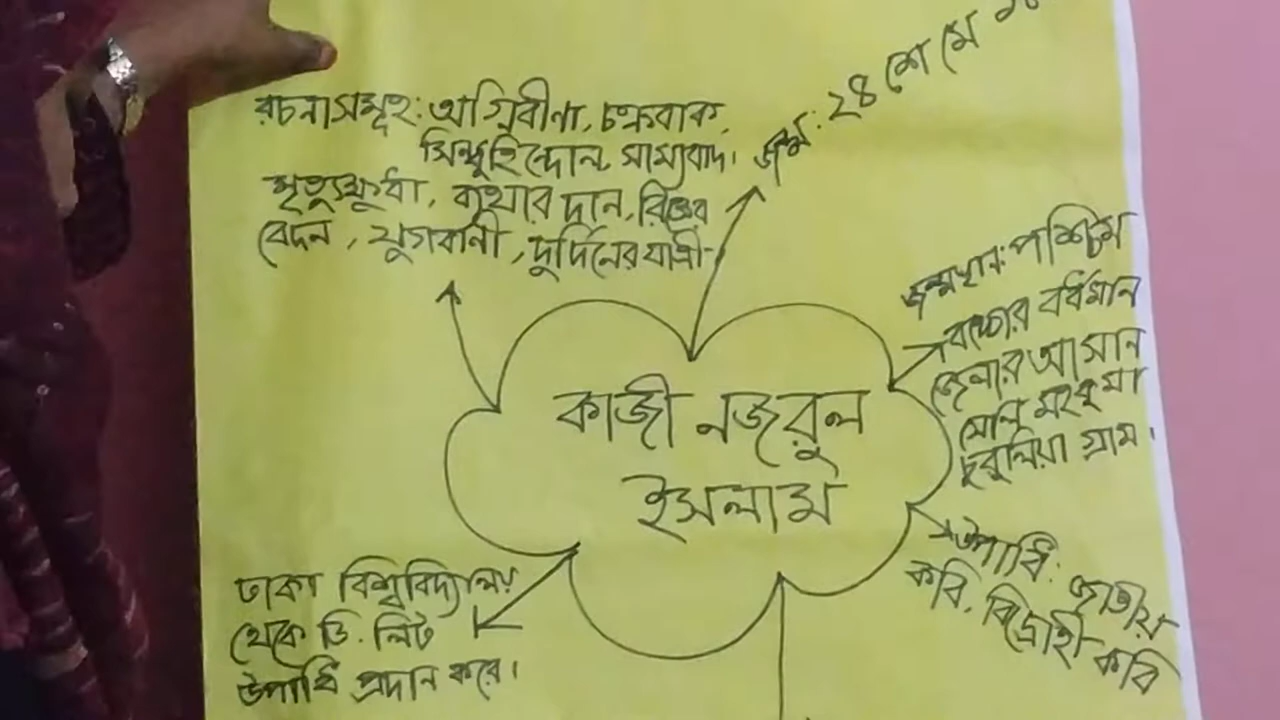 রচনাসমূহ: অগ্নিবীণা, চক্রবাক,
সিন্ধুহিন্দোল, সাম্যবাদ।
মৃত্যুক্ষুধা, ব্যথার দান, রিক্তের
বেদন, যুগবানী, দুর্দিনের যাত্রী
জন্ম: ২৪ শে মে
জন্মস্থান: পশ্চিম
বঙ্গের বর্ধমান
জেলার আসান
সোল মহকুমা
চুরুলিয়া গ্রাম।
কাজী নজরুল
ইসলাম
উপাধি: জাতীয়
কবি, বিদ্রোহী কবি
ঢাকা বিশ্ববিদ্যালয়
থেকে ডি. লিট
উপাধি প্রদান করে।